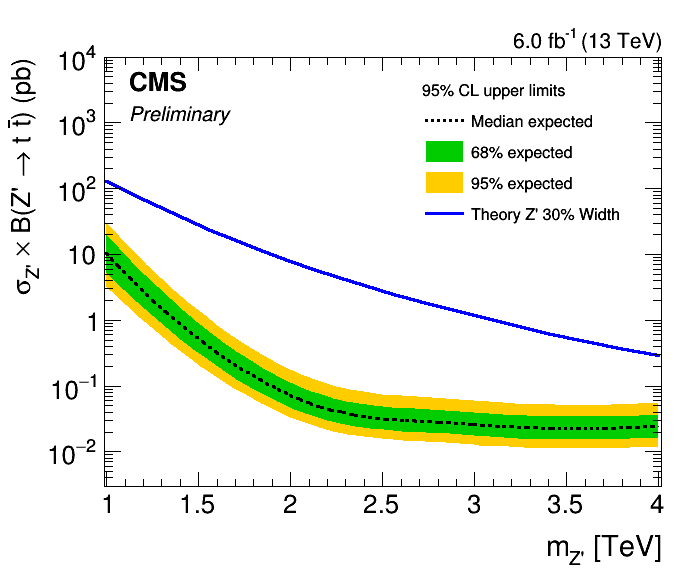 6.0 fb⁻¹ (13 TeV)
CMS
Preliminary
95% CL upper limits
Median expected
68% expected
95% expected
Theory Z' 30% Width
σ_Z' × B(Z' → t t̄) (pb)
10⁴
10³
10²
10
1
10⁻¹
10⁻²
1 1.5 2 2.5 3 3.5 4
m_Z' [TeV]